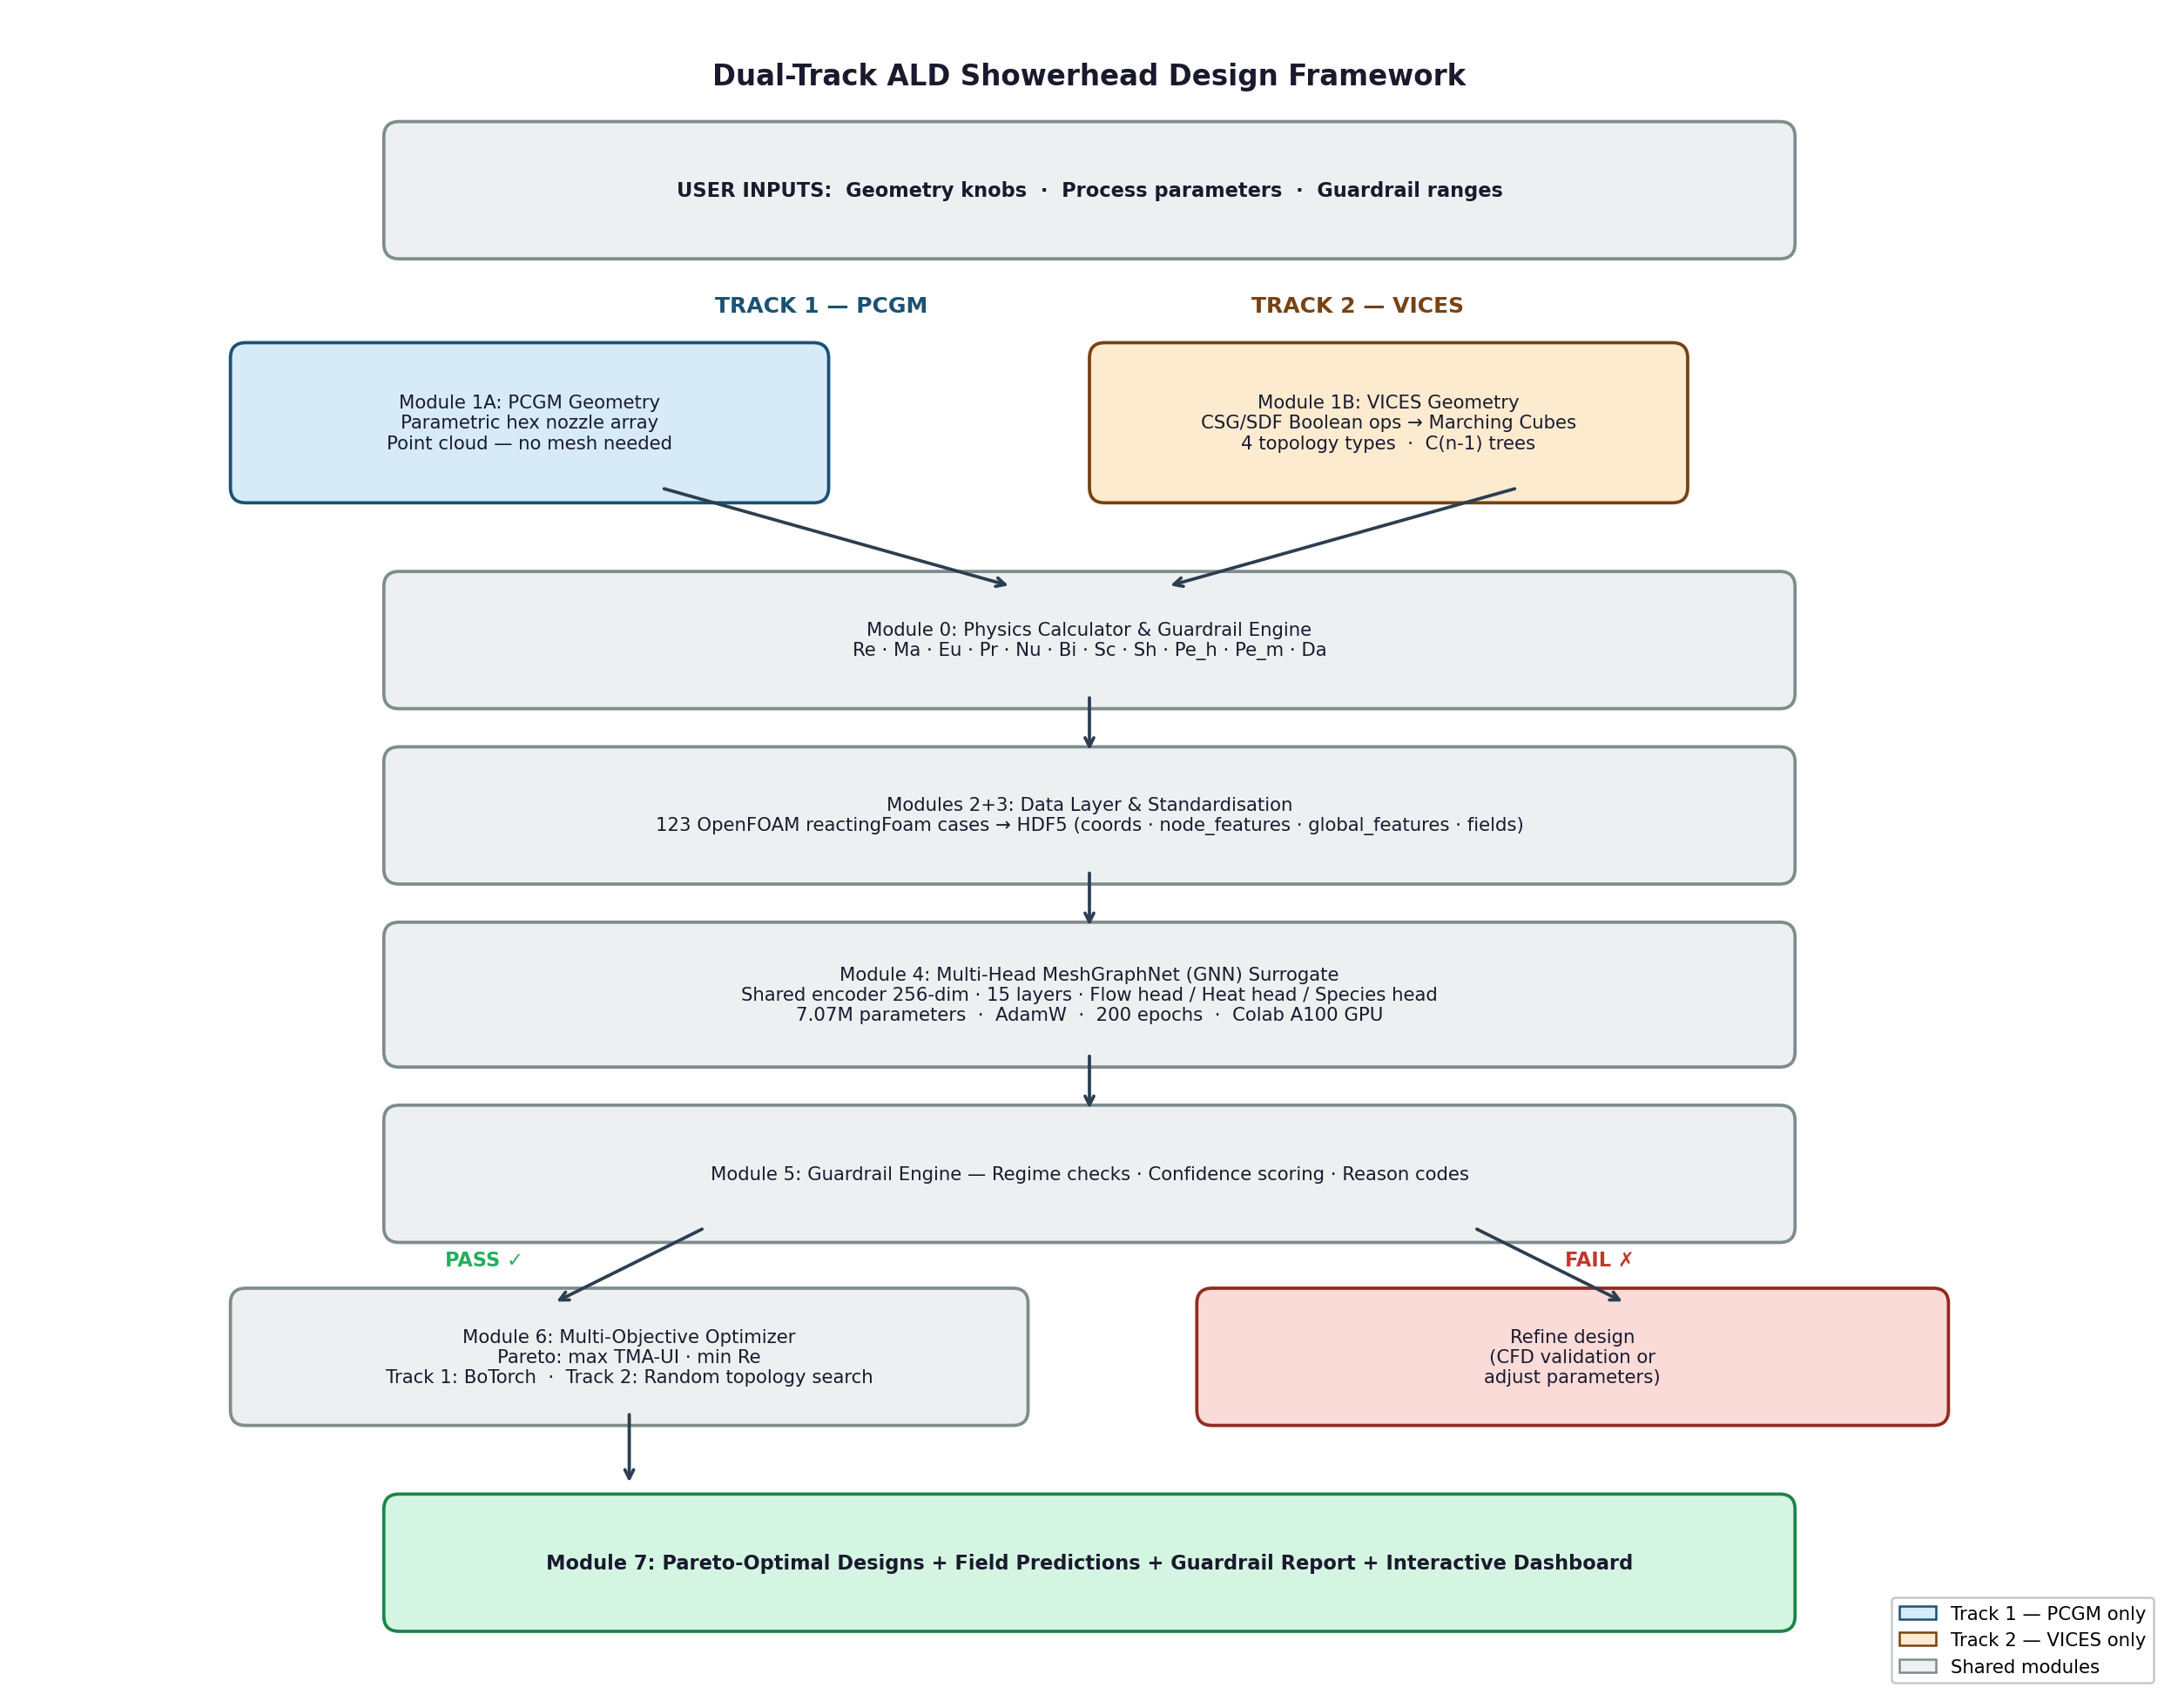 Dual-Track ALD Showerhead Design Framework
USER INPUTS:  Geometry knobs  ·  Process parameters  ·  Guardrail ranges
TRACK 1 — PCGM
TRACK 2 — VICES
Module 1A: PCGM Geometry
Parametric hex nozzle array
Point cloud — no mesh needed
Module 1B: VICES Geometry
CSG/SDF Boolean ops → Marching Cubes
4 topology types  ·  C(n-1) trees
Module 0: Physics Calculator & Guardrail Engine
Re · Ma · Eu · Pr · Nu · Bi · Sc · Sh · Pe_h · Pe_m · Da
Modules 2+3: Data Layer & Standardisation
123 OpenFOAM reactingFoam cases → HDF5 (coords · node_features · global_features · fields)
Module 4: Multi-Head MeshGraphNet (GNN) Surrogate
Shared encoder 256-dim · 15 layers · Flow head / Heat head / Species head
7.07M parameters  ·  AdamW  ·  200 epochs  ·  Colab A100 GPU
Module 5: Guardrail Engine — Regime checks · Confidence scoring · Reason codes
PASS ✓
FAIL ✗
Module 6: Multi-Objective Optimizer
Pareto: max TMA-UI · min Re
Track 1: BoTorch  ·  Track 2: Random topology search
Refine design
(CFD validation or
adjust parameters)
Module 7: Pareto-Optimal Designs + Field Predictions + Guardrail Report + Interactive Dashboard
Track 1 — PCGM only
Track 2 — VICES only
Shared modules